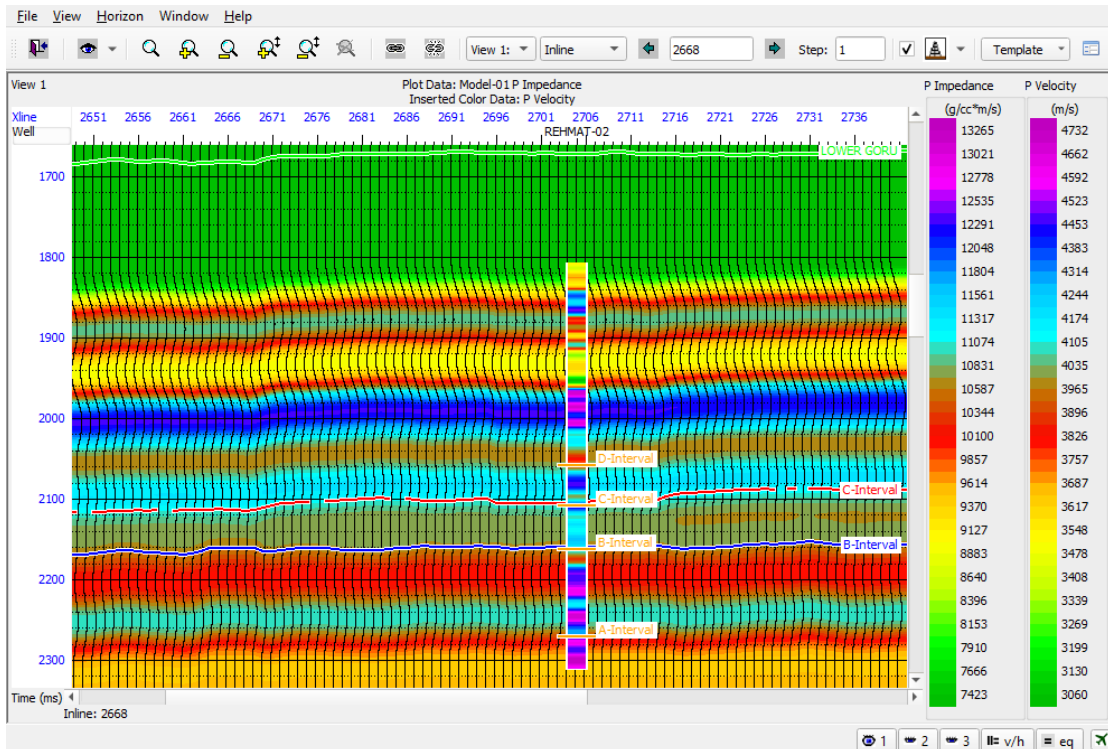 File View Horizon Window Help
View 1: Inline 2668 Step: 1 Template
View 1
Plot Data: Model-01 P Impedance
Inserted Color Data: P Velocity
Xline 2651 2656 2661 2666 2671 2676 2681 2686 2691 2696 2701 2706 2711 2716 2721 2726 2731 2736
Well REHMAT-02
LOWER GORU
1700
1800
1900
2000
D-Interval
2100
C-Interval
C-Interval
B-Interval
B-Interval
2200
A-Interval
2300
Time (ms)
Inline: 2668
P Impedance P Velocity
(g/cc*m/s) (m/s)
13265 4732
13021 4662
12778 4592
12535 4523
12291 4453
12048 4383
11804 4314
11561 4244
11317 4174
11074 4105
10831 4035
10587 3965
10344 3896
10100 3826
9857 3757
9614 3687
9370 3617
9127 3548
8883 3478
8640 3408
8396 3339
8153 3269
7910 3199
7666 3130
7423 3060
1 2 3 v/h = eq